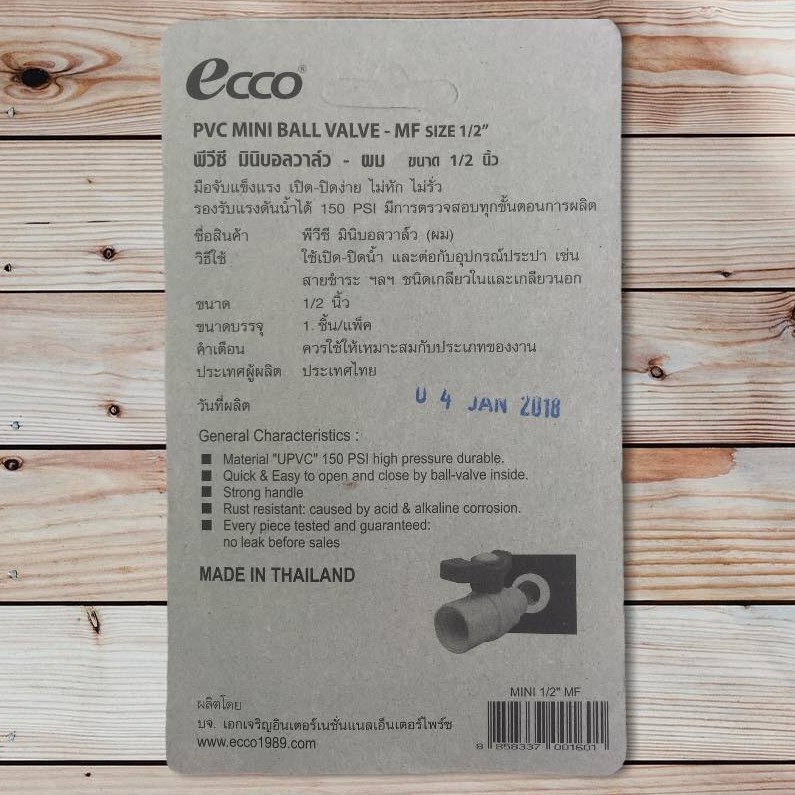 ecco®
PVC MINI BALL VALVE - MF SIZE 1/2"
พีวีซี มินิบอลวาล์ว - ผม ขนาด 1/2 นิ้ว
มือจับแข็งแรง เปิด-ปิดง่าย ไม่หัก ไม่รั่ว
รองรับแรงดันน้ำได้ 150 PSI มีการตรวจสอบทุกขั้นตอนการผลิต
ชื่อสินค้า พีวีซี มินิบอลวาล์ว (ผม)
วิธีใช้ ใช้เปิด-ปิดน้ำ และต่อกับอุปกรณ์ประปา เช่น
สายชำระ ฯลฯ ชนิดเกลียวในและเกลียวนอก
ขนาด 1/2 นิ้ว
ขนาดบรรจุ 1 ชิ้น/แพ็ค
คำเตือน ควรใช้ให้เหมาะสมกับประเภทของงาน
ประเทศผู้ผลิต ประเทศไทย
วันที่ผลิต 04 JAN 2018
General Characteristics :
■ Material "UPVC" 150 PSI high pressure durable.
■ Quick & Easy to open and close by ball-valve inside.
■ Strong handle
■ Rust resistant: caused by acid & alkaline corrosion.
■ Every piece tested and guaranteed:
no leak before sales
MADE IN THAILAND
MINI 1/2" MF
ผลิตโดย
บจ. เอกเจริญอินเตอร์เนชั่นแนลเอ็นเตอร์ไพร์ช
www.ecco1989.com
8 858337 001601